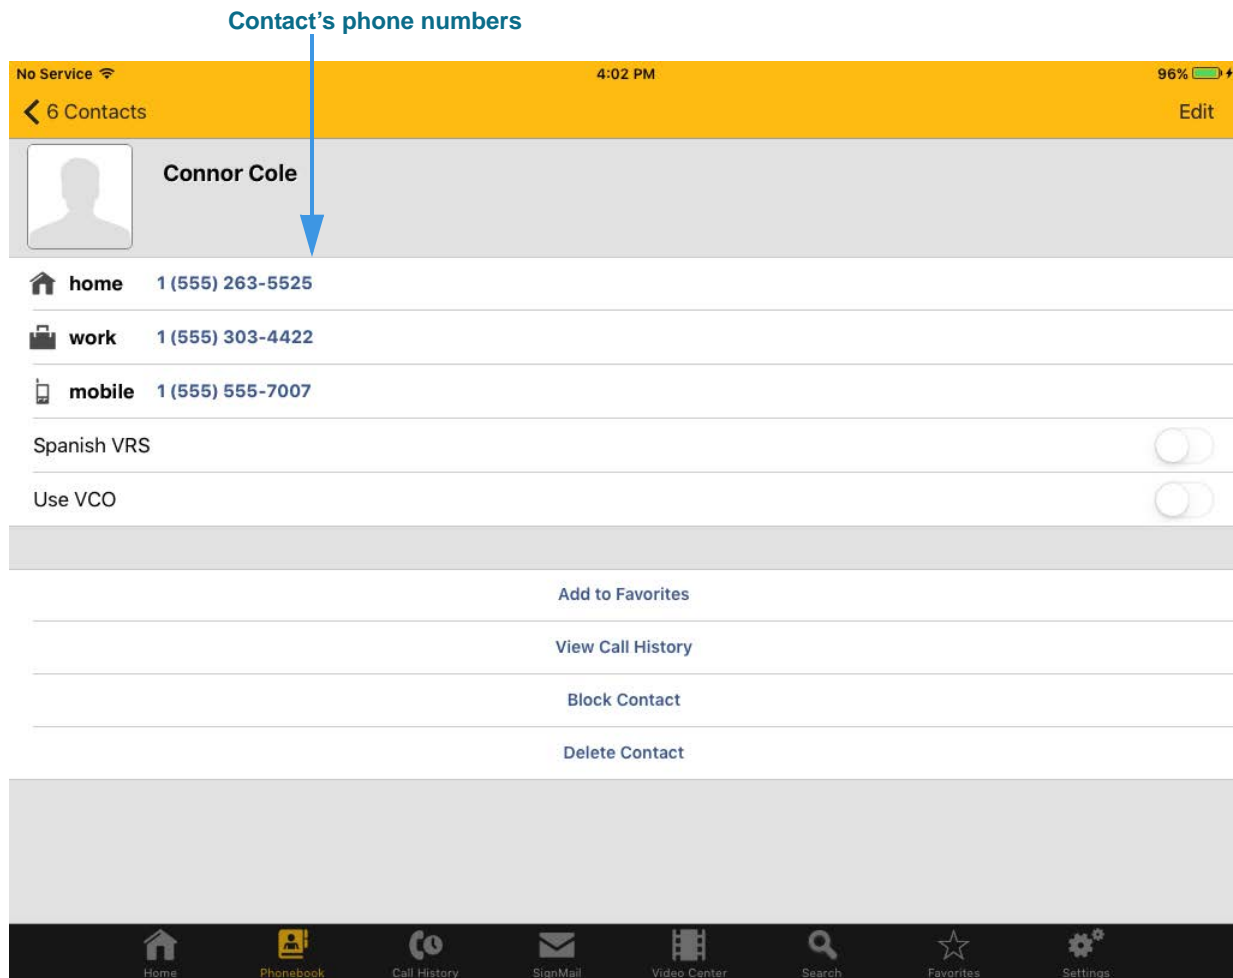 Contact’s phone numbers
No Service 4:02 PM 96%
6 Contacts Edit
Connor Cole
home 1 (555) 263-5525
work 1 (555) 303-4422
mobile 1 (555) 555-7007
Spanish VRS
Use VCO
Add to Favorites
View Call History
Block Contact
Delete Contact
Home Phonebook Call History SignMail Video Center Search Favorites Settings